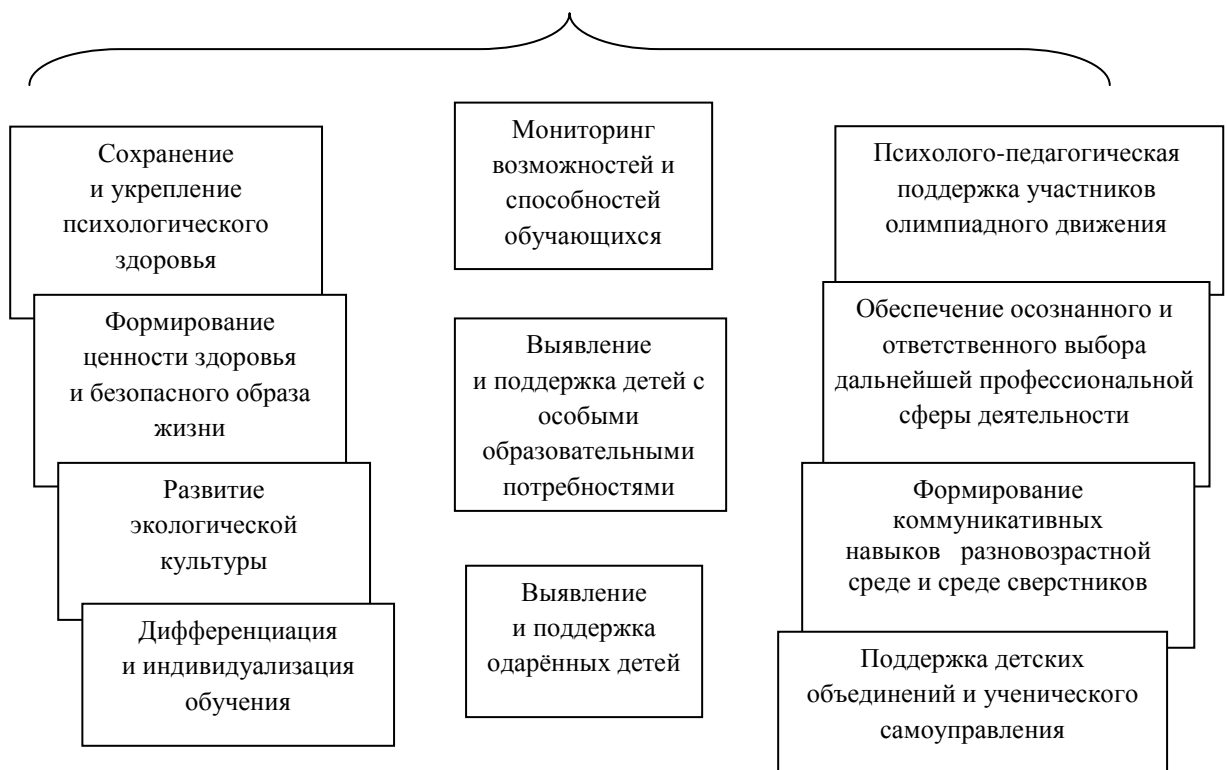 Сохранение
и укрепление
психологического
здоровья
Формирование
ценности здоровья
и безопасного образа
жизни
Развитие
экологической
культуры
Дифференциация
и индивидуализация
обучения
Мониторинг
возможностей и
способностей
обучающихся
Выявление
и поддержка детей с
особыми
образовательными
потребностями
Выявление
и поддержка
одарённых детей
Психолого-педагогическая
поддержка участников
олимпиадного движения
Обеспечение осознанного и
ответственного выбора
дальнейшей профессиональной
сферы деятельности
Формирование
коммуникативных
навыков разновозрастной
среде и среде сверстников
Поддержка детских
объединений и ученического
самоуправления